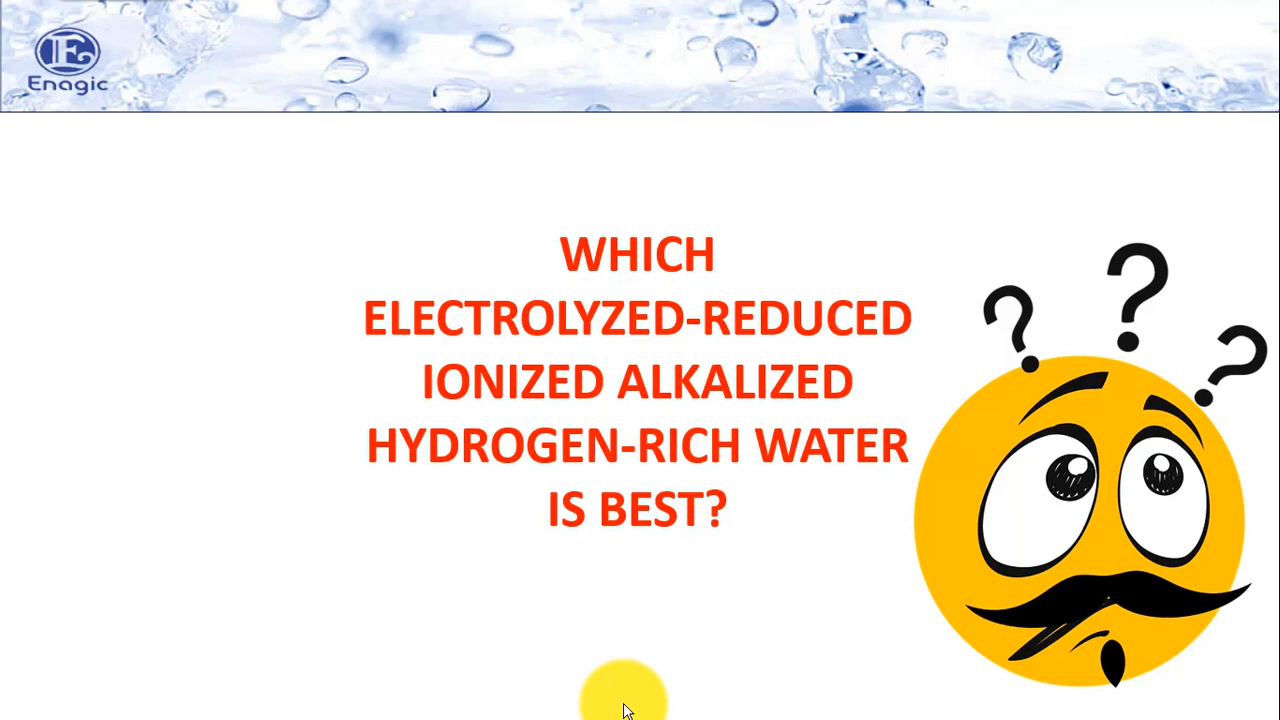 Enagic
WHICH
ELECTROLYZED-REDUCED
IONIZED ALKALIZED
HYDROGEN-RICH WATER
IS BEST?